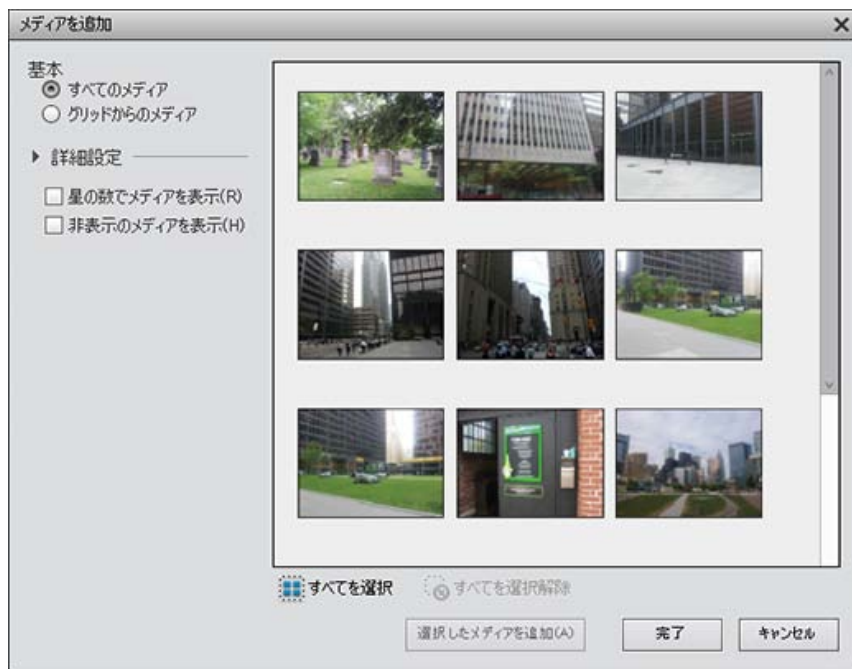 メディアを追加
基本
すべてのメディア
グリッドからのメディア
詳細設定
星の数でメディアを表示(R)
非表示のメディアを表示(H)
すべてを選択
すべてを選択解除
選択したメディアを追加(A)
完了
キャンセル